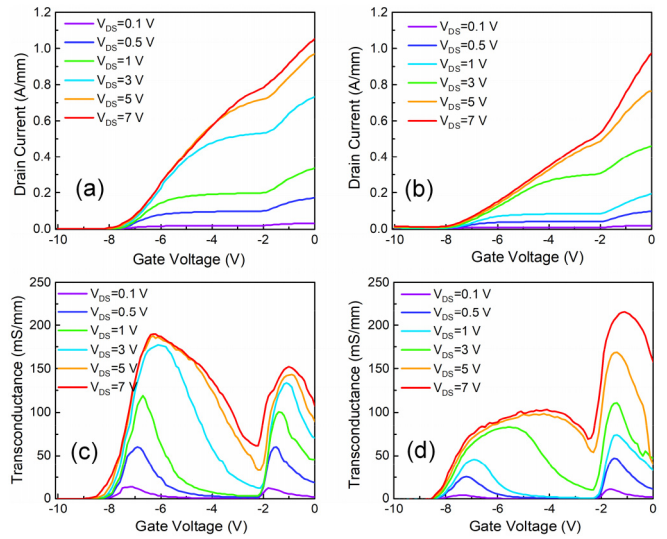 1.2
1.0
0.8
0.6
0.4
0.2
0.0
Drain Current (A/mm)
V_DS=0.1 V
V_DS=0.5 V
V_DS=1 V
V_DS=3 V
V_DS=5 V
V_DS=7 V
(a)
-10 -8 -6 -4 -2 0
Gate Voltage (V)
1.2
1.0
0.8
0.6
0.4
0.2
0.0
Drain Current (A/mm)
V_DS=0.1 V
V_DS=0.5 V
V_DS=1 V
V_DS=3 V
V_DS=5 V
V_DS=7 V
(b)
-10 -8 -6 -4 -2 0
Gate Voltage (V)
250
200
150
100
50
0
Transconductance (mS/mm)
V_DS=0.1 V
V_DS=0.5 V
V_DS=1 V
V_DS=3 V
V_DS=5 V
V_DS=7 V
(c)
-10 -8 -6 -4 -2 0
Gate Voltage (V)
250
200
150
100
50
0
Transconductance (mS/mm)
V_DS=0.1 V
V_DS=0.5 V
V_DS=1 V
V_DS=3 V
V_DS=5 V
V_DS=7 V
(d)
-10 -8 -6 -4 -2 0
Gate Voltage (V)